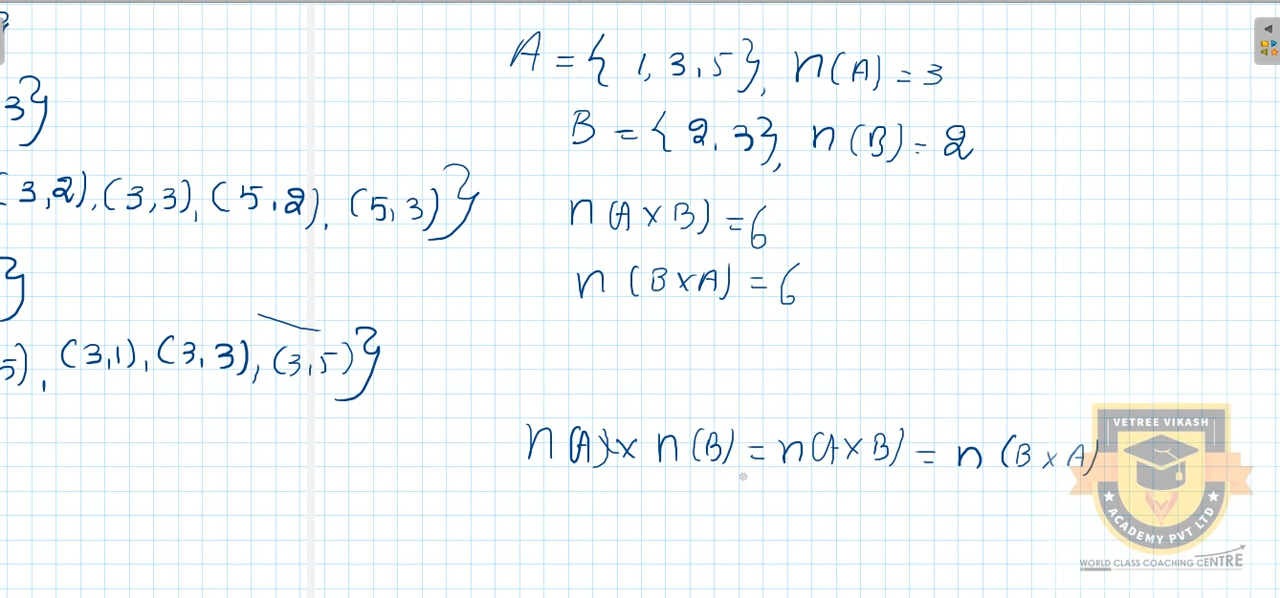 3}
(3,2), (3,3), (5,2), (5,3)}
}
5), (3,1), (3,3), (3,5)}
A = { 1, 3, 5}, n(A) = 3
B = { 2, 3}, n(B) = 2
n(A × B) = 6
n(B × A) = 6
n(A) × n(B) = n(A × B) = n(B × A)
VETREE VIKASH
ACADEMY PVT LTD
WORLD CLASS COACHING CENTRE